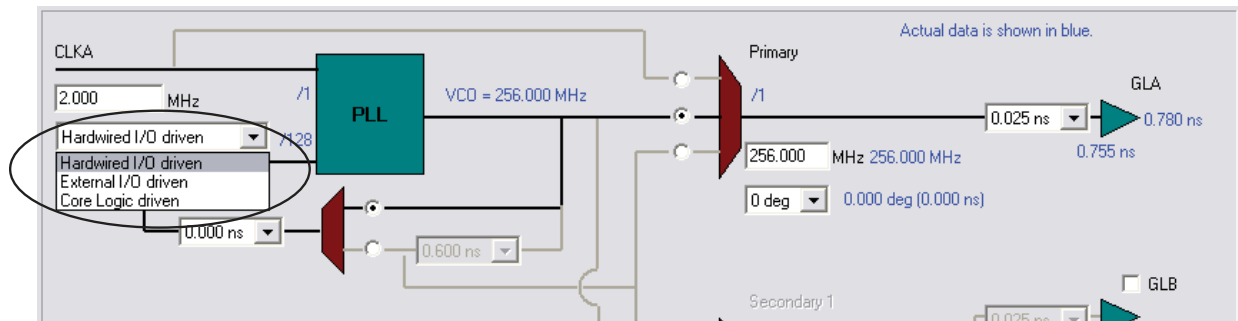 Actual data is shown in blue.
CLKA
Primary
2.000 MHz
/1
PLL
VCO = 256.000 MHz
/1
GLA
Hardwired I/O driven
/128
0.025 ns
0.780 ns
0.755 ns
Hardwired I/O driven
External I/O driven
Core Logic driven
256.000 MHz 256.000 MHz
0 deg
0.000 deg (0.000 ns)
0.000 ns
0.600 ns
GLB
Secondary 1
0.025 ns